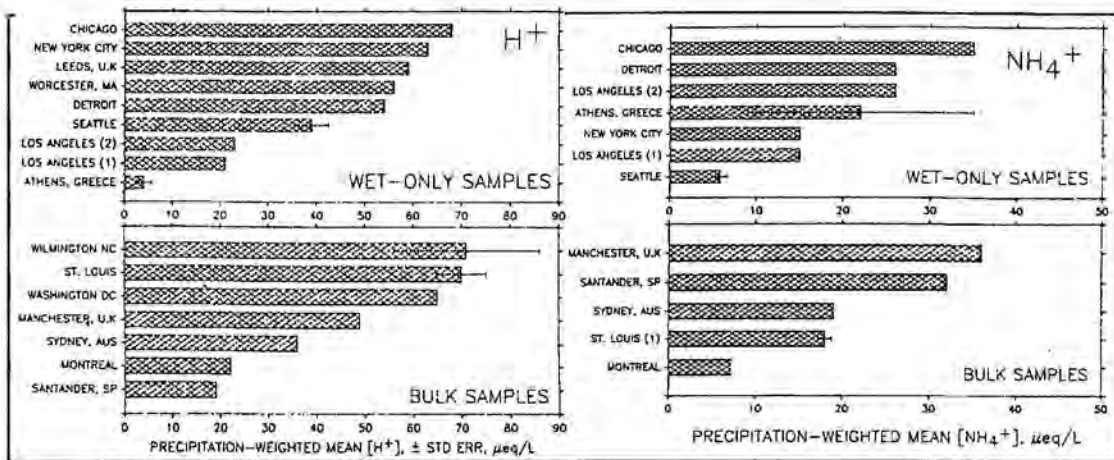 H+
CHICAGO
NEW YORK CITY
LEEDS, U.K
WORCESTER, MA
DETROIT
SEATTLE
LOS ANGELES (2)
LOS ANGELES (1)
ATHENS, GREECE
WET-ONLY SAMPLES
0 10 20 30 40 50 60 70 80 90
WILMINGTON NC
ST. LOUIS
WASHINGTON DC
MANCHESTER, U.K
SYDNEY, AUS
MONTREAL
SANTANDER, SP
BULK SAMPLES
0 10 20 30 40 50 60 70 80 90
PRECIPITATION-WEIGHTED MEAN [H+], ± STD ERR, μeq/L
NH4+
CHICAGO
DETROIT
LOS ANGELES (2)
ATHENS, GREECE
NEW YORK CITY
LOS ANGELES (1)
SEATTLE
WET-ONLY SAMPLES
0 10 20 30 40 50
MANCHESTER, U.K
SANTANDER, SP
SYDNEY, AUS
ST. LOUIS (1)
MONTREAL
BULK SAMPLES
0 10 20 30 40 50
PRECIPITATION-WEIGHTED MEAN [NH4+], μeq/L